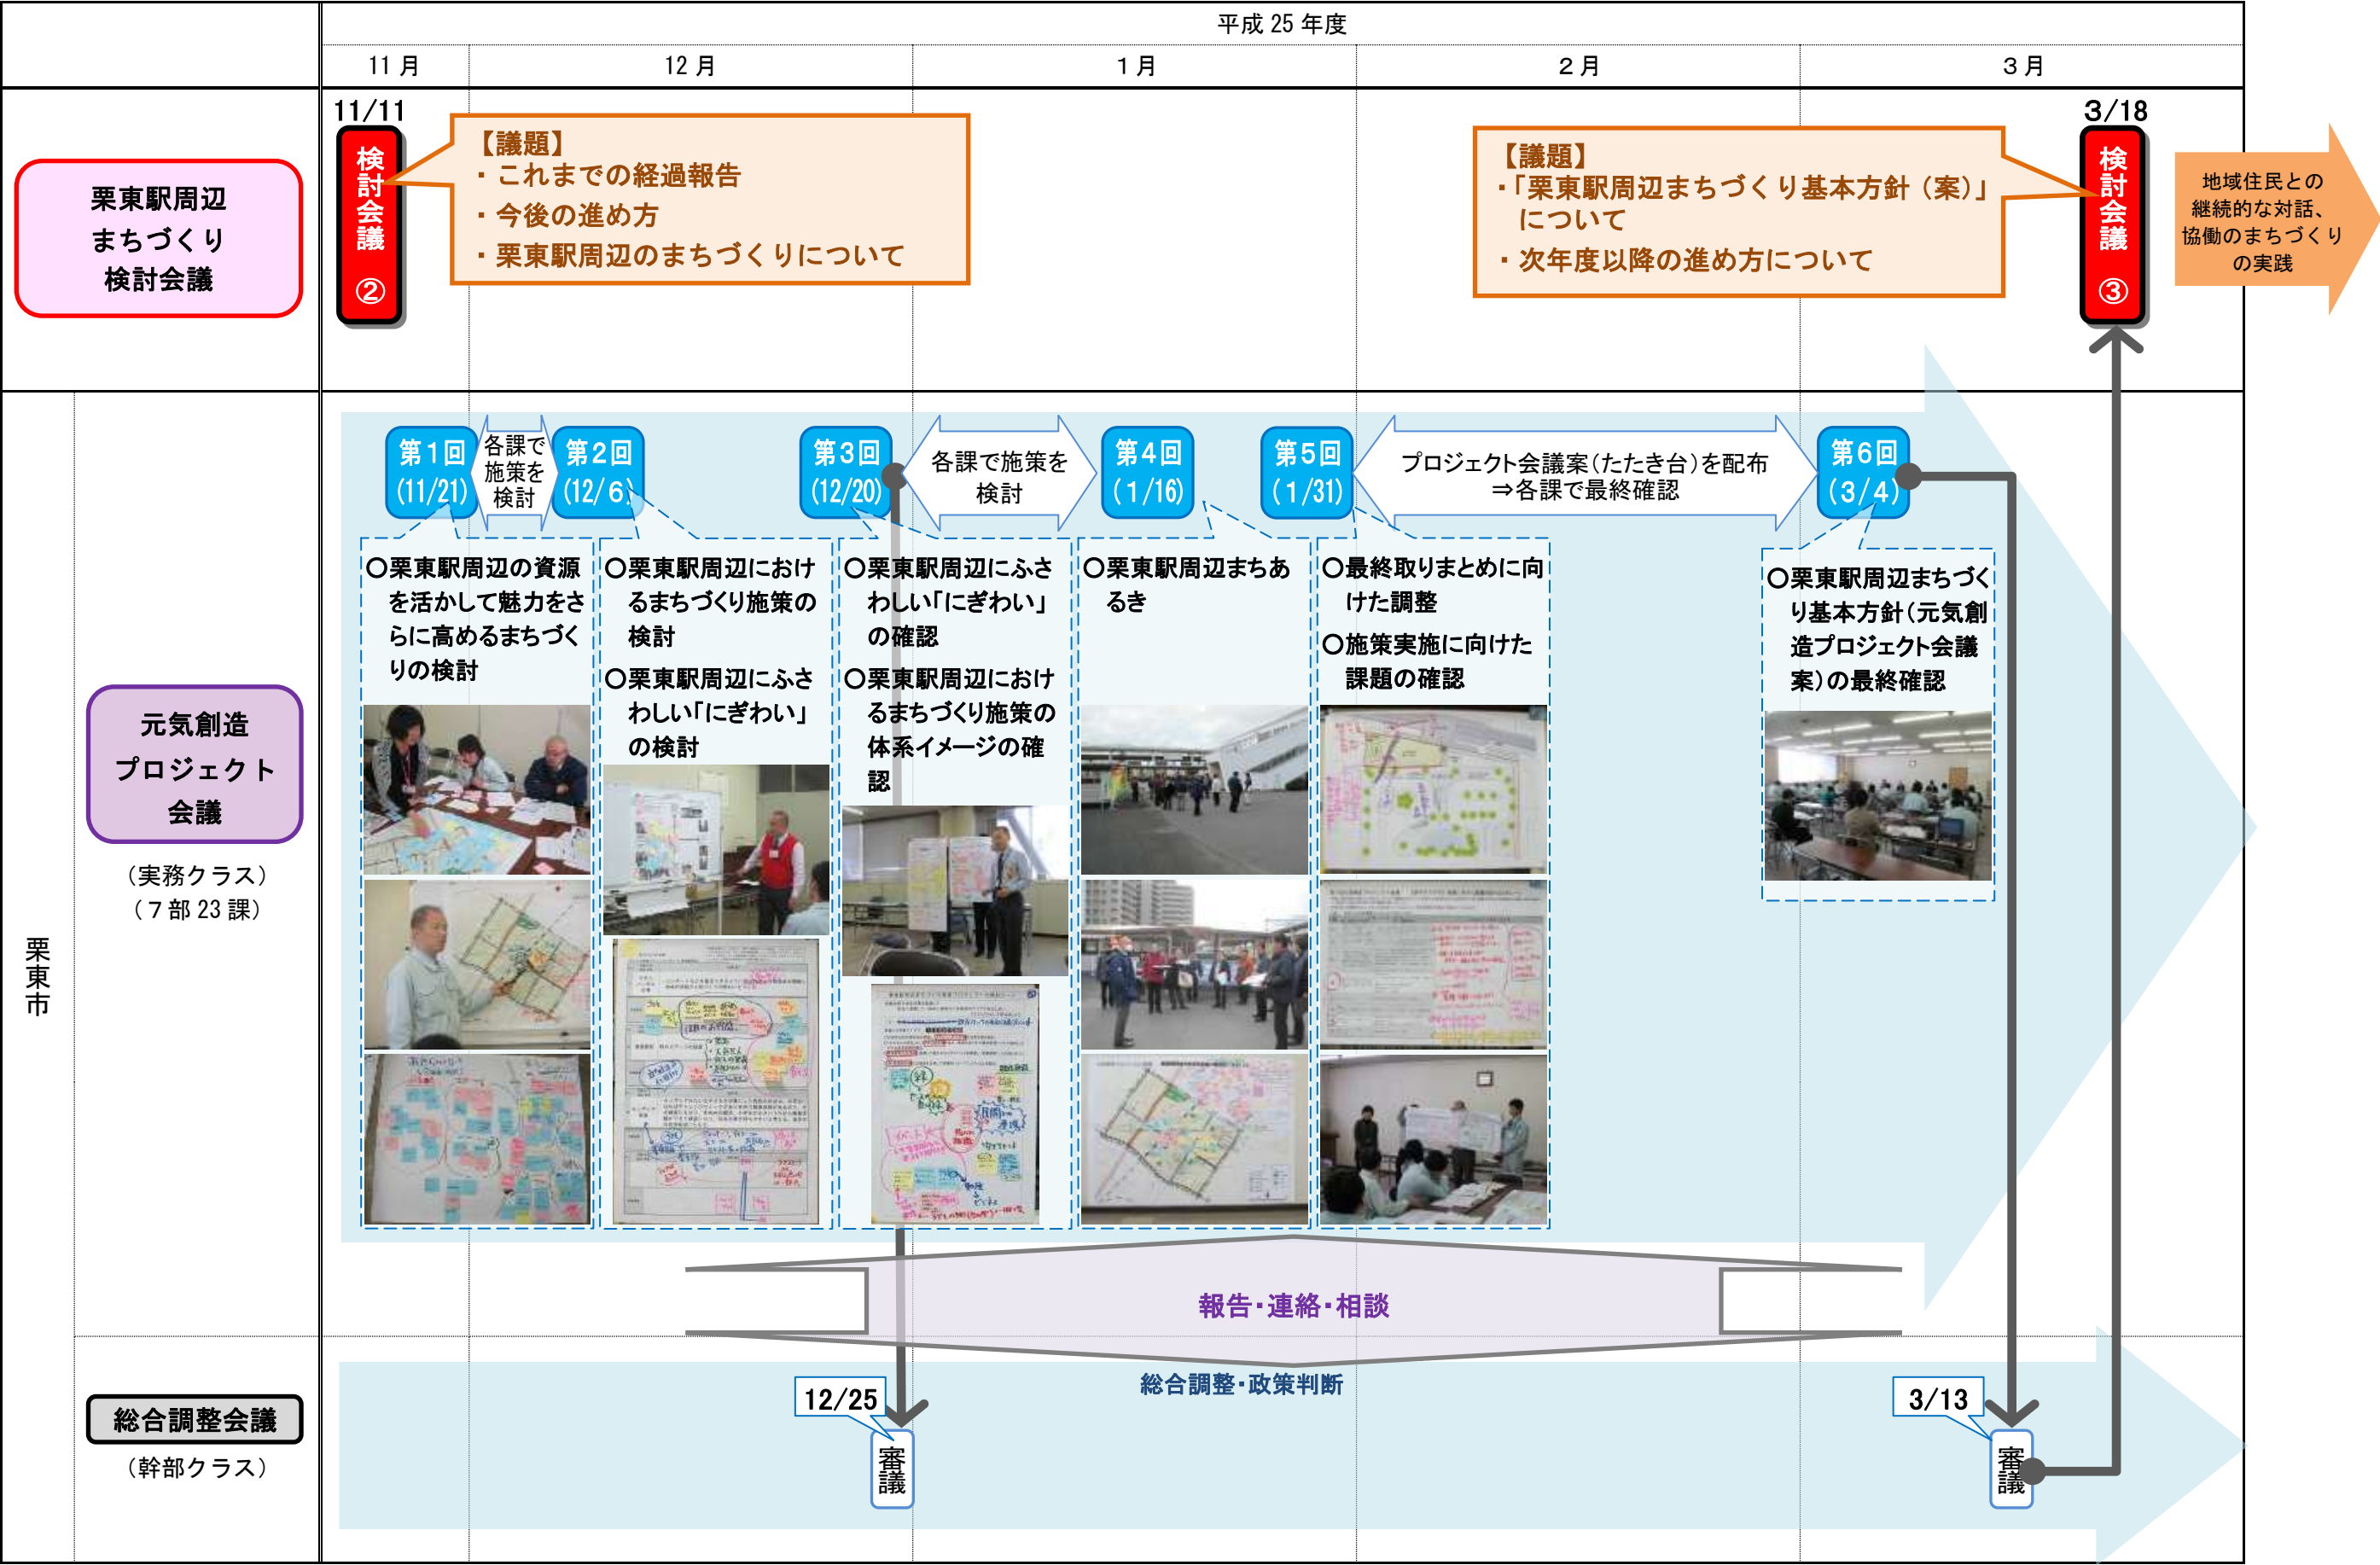 平成 25 年度
11 月
12 月
1 月
2 月
3 月
栗東駅周辺
まちづくり
検討会議
11/11
検討会議 ②
【議題】
・これまでの経過報告
・今後の進め方
・栗東駅周辺のまちづくりについて
【議題】
・「栗東駅周辺まちづくり基本方針（案）」
について
・次年度以降の進め方について
3/18
検討会議 ③
地域住民との
継続的な対話、
協働のまちづくり
の実践
栗東市
元気創造
プロジェクト
会議
（実務クラス）
（７部 23 課）
第１回
(11/21)
各課で
施策を
検討
第２回
(12/６)
第３回
(12/20)
各課で施策を
検討
第４回
(１/16)
第５回
(１/31)
プロジェクト会議案（たたき台）を配布
⇒各課で最終確認
第６回
(３/４)
○栗東駅周辺の資源
を活かして魅力をさ
らに高めるまちづく
りの検討
○栗東駅周辺におけ
るまちづくり施策の
検討
○栗東駅周辺にふさ
わしい「にぎわい」
の検討
○栗東駅周辺にふさ
わしい「にぎわい」
の確認
○栗東駅周辺におけ
るまちづくり施策の
体系イメージの確
認
○栗東駅周辺まちあ
るき
○最終取りまとめに向
けた調整
○施策実施に向けた
課題の確認
○栗東駅周辺まちづく
り基本方針（元気創
造プロジェクト会議
案）の最終確認
報告・連絡・相談
総合調整会議
（幹部クラス）
総合調整・政策判断
12/25
審議
3/13
審議